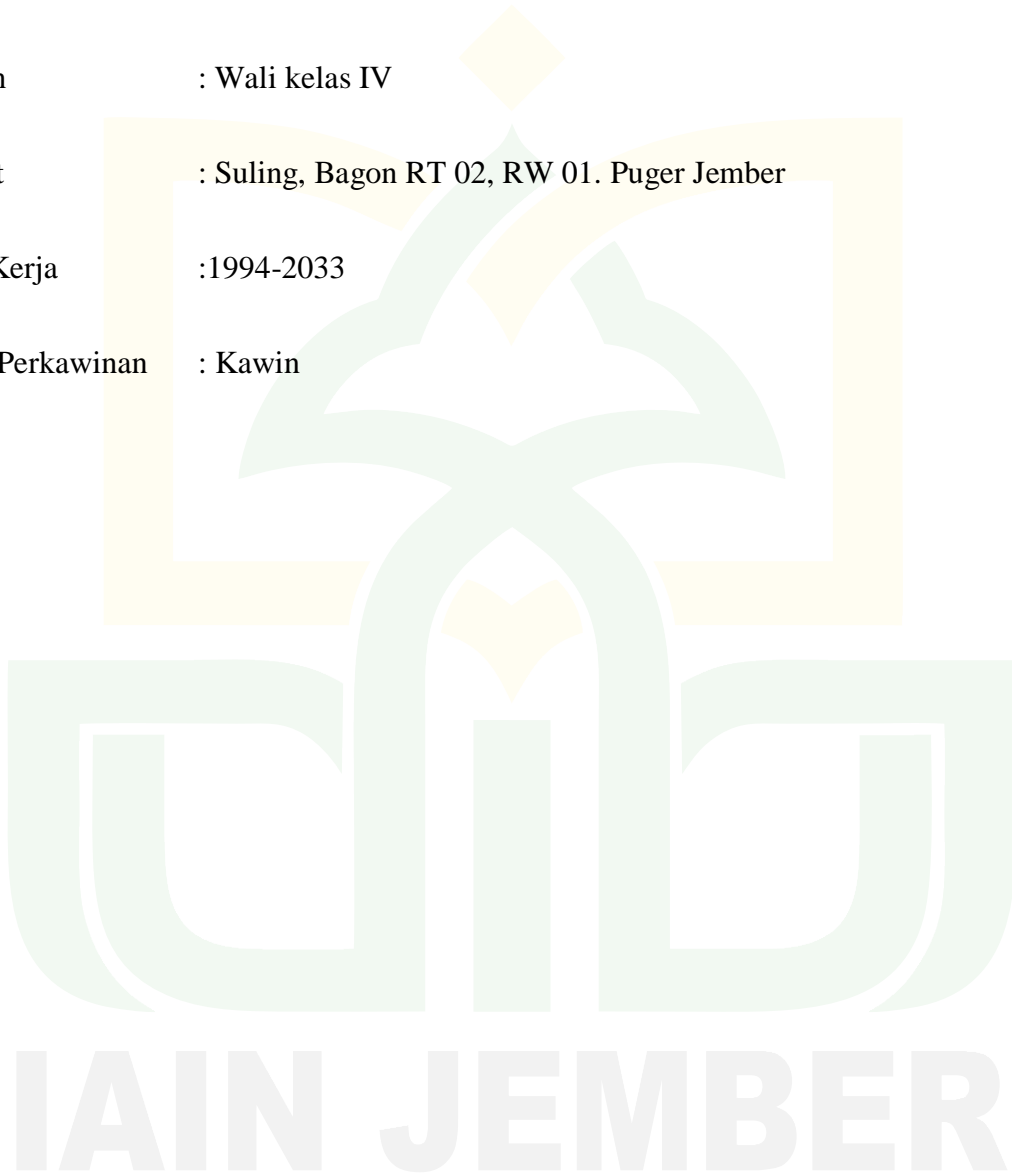 n : Wali kelas IV
t : Suling, Bagon RT 02, RW 01. Puger Jember
Kerja :1994-2033
Perkawinan : Kawin
IAIN JEMBER